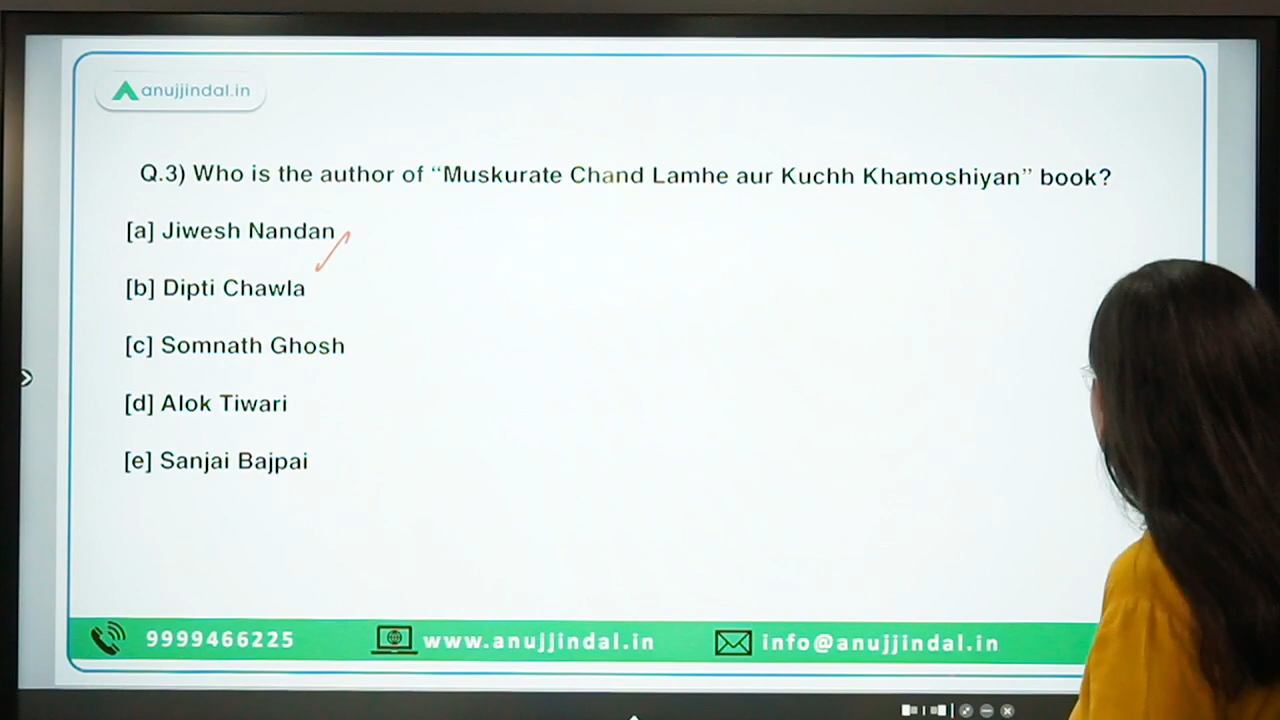 anujjindal.in
Q.3) Who is the author of “Muskurate Chand Lamhe aur Kuchh Khamoshiyan” book?
[a] Jiwesh Nandan
[b] Dipti Chawla
[c] Somnath Ghosh
[d] Alok Tiwari
[e] Sanjai Bajpai
9999466225 www.anujjindal.in info@anujjindal.in